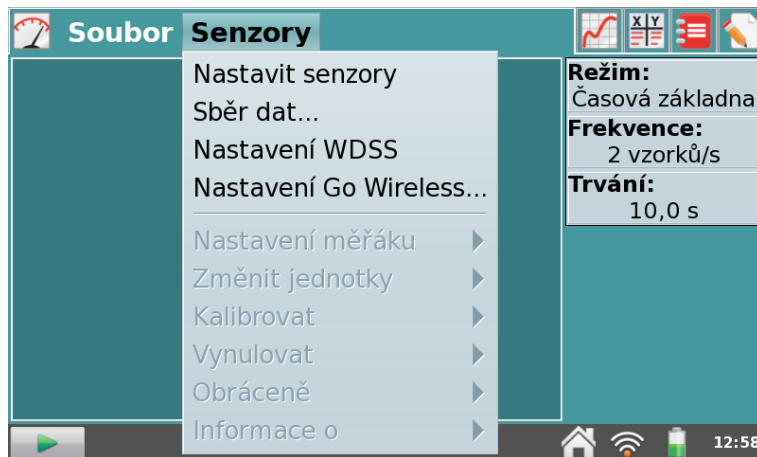 Soubor Senzory
Nastavit senzory
Sběr dat...
Nastavení WDSS
Nastavení Go Wireless...
Nastavení měřáku
Změnit jednotky
Kalibrovat
Vynulovat
Obráceně
Informace o
X Y
Režim:
Časová základna
Frekvence:
2 vzorků/s
Trvání:
10,0 s
12:58